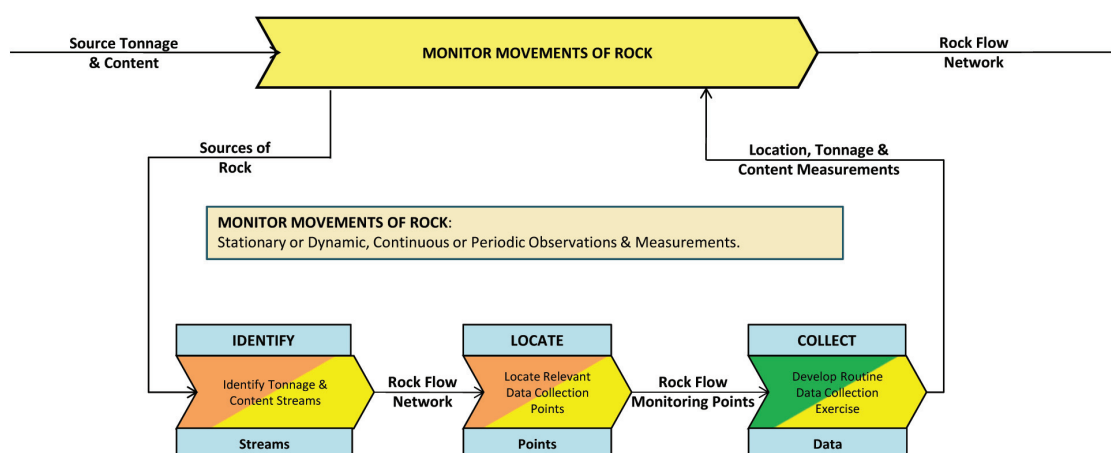 Source Tonnage
& Content
MONITOR MOVEMENTS OF ROCK
Rock Flow
Network
Sources of
Rock
Location, Tonnage &
Content Measurements
MONITOR MOVEMENTS OF ROCK:
Stationary or Dynamic, Continuous or Periodic Observations & Measurements.
IDENTIFY
Identify Tonnage &
Content Streams
Streams
Rock Flow
Network
LOCATE
Locate Relevant
Data Collection
Points
Points
Rock Flow
Monitoring Points
COLLECT
Develop Routine
Data Collection
Exercise
Data